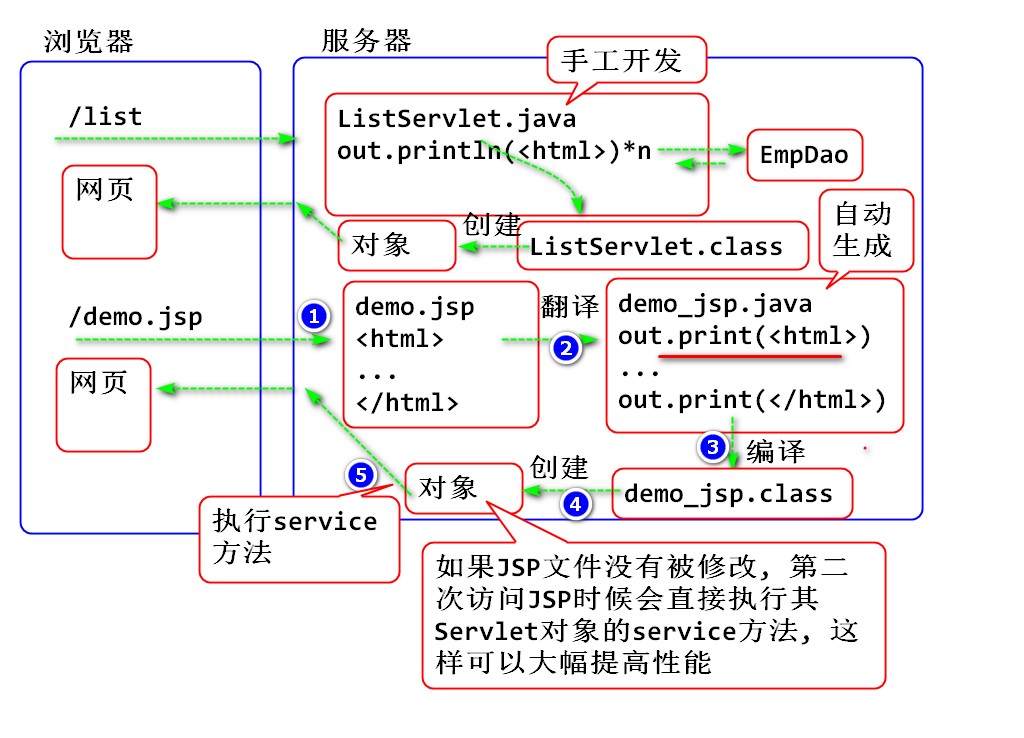 浏览器
服务器
手工开发
/list
ListServlet.java
out.println(<html>)*n
EmpDao
网页
自动
生成
对象
创建
ListServlet.class
/demo.jsp
1
demo.jsp
<html>
...
</html>
翻译
2
demo_jsp.java
out.print(<html>)
...
out.print(</html>)
网页
3
编译
5
对象
创建
4
demo_jsp.class
执行service
方法
如果JSP文件没有被修改, 第二
次访问JSP时候会直接执行其
Servlet对象的service方法, 这
样可以大幅提高性能